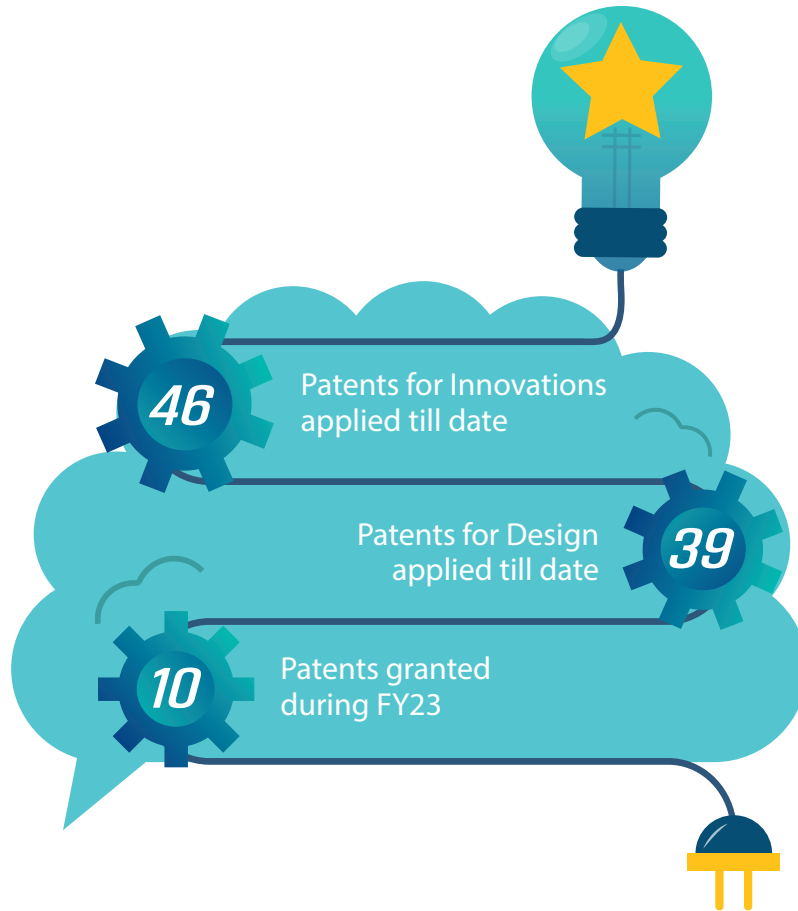 46
Patents for Innovations
applied till date
Patents for Design
applied till date
39
10
Patents granted
during FY23